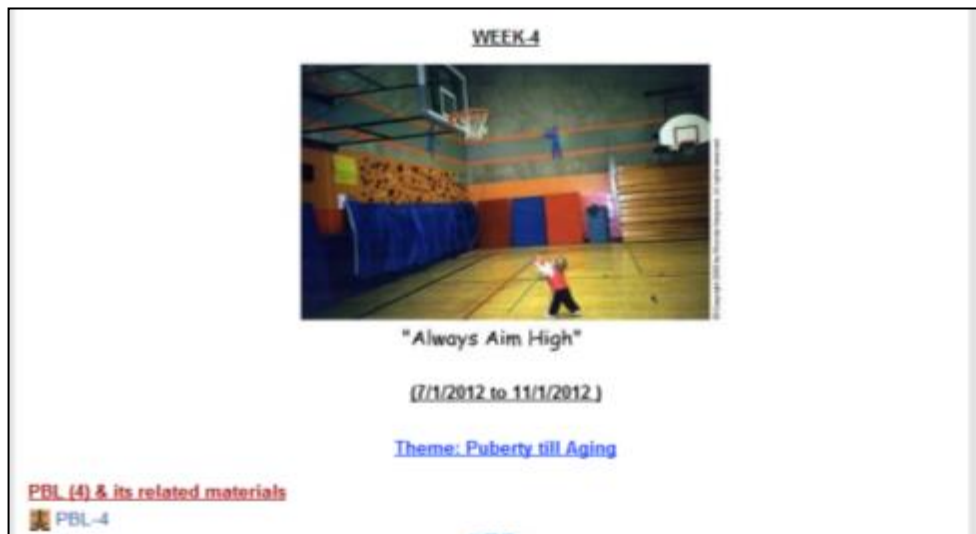 WEEK-4
"Always Aim High"
(7/1/2012 to 11/1/2012 )
Theme: Puberty till Aging
PBL (4) & its related materials
PBL-4